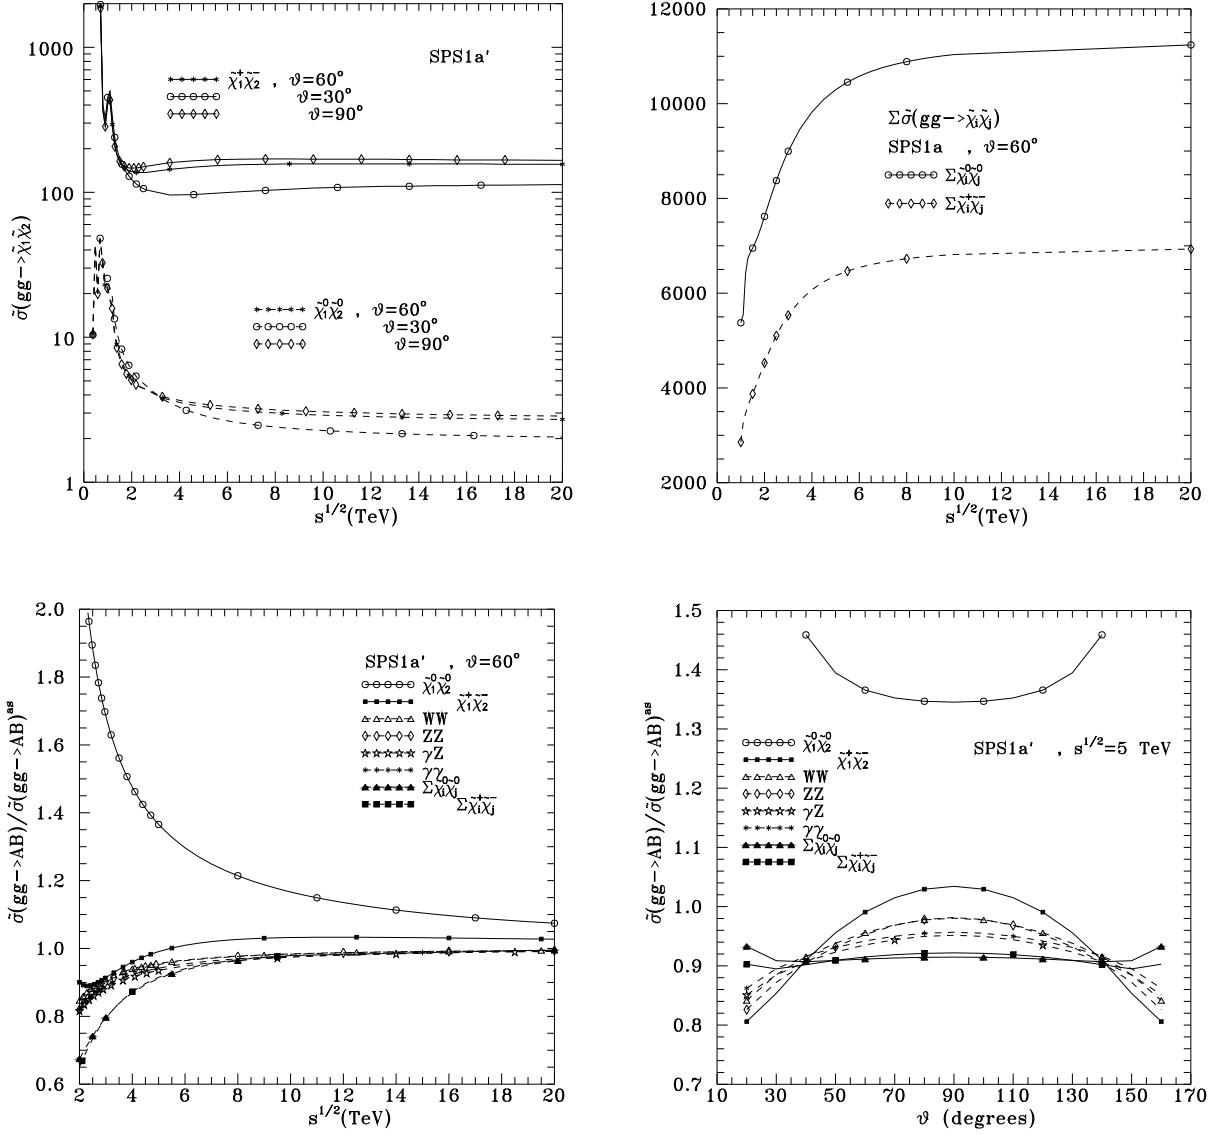 1000
100
10
1
0 2 4 6 8 10 12 14 16 18 20
s^1/2(TeV)
σ̃(gg->χ̃₁χ̃₂)
SPS1a'
χ̃₁⁺χ̃₂⁻ , ϑ=60°
ϑ=30°
ϑ=90°
χ̃₁⁰χ̃₂⁰ , ϑ=60°
ϑ=30°
ϑ=90°
12000
11000
10000
9000
8000
7000
6000
5000
4000
3000
2000
0 2 4 6 8 10 12 14 16 18 20
s^1/2(TeV)
Σσ̃(gg->χ̃ᵢχ̃ⱼ)
SPS1a , ϑ=60°
Σχ̃ᵢ⁰χ̃ⱼ⁰
Σχ̃ᵢ⁺χ̃ⱼ⁻
2.0
1.8
1.6
1.4
1.2
1.0
0.8
0.6
2 4 6 8 10 12 14 16 18 20
s^1/2(TeV)
σ̃(gg->AB)/σ̃(gg->AB)^as
SPS1a' , ϑ=60°
χ̃₁⁰χ̃₂⁰
χ̃₁⁺χ̃₂⁻
WW
ZZ
γZ
γγ
Σχ̃ᵢ⁰χ̃ⱼ⁰
Σχ̃ᵢ⁺χ̃ⱼ⁻
1.5
1.4
1.3
1.2
1.1
1.0
0.9
0.8
0.7
10 30 50 70 90 110 130 150 170
ϑ (degrees)
σ̃(gg->AB)/σ̃(gg->AB)^as
SPS1a' , s^1/2=5 TeV
χ̃₁⁰χ̃₂⁰
χ̃₁⁺χ̃₂⁻
WW
ZZ
γZ
γγ
Σχ̃ᵢ⁰χ̃ⱼ⁰
Σχ̃ᵢ⁺χ̃ⱼ⁻